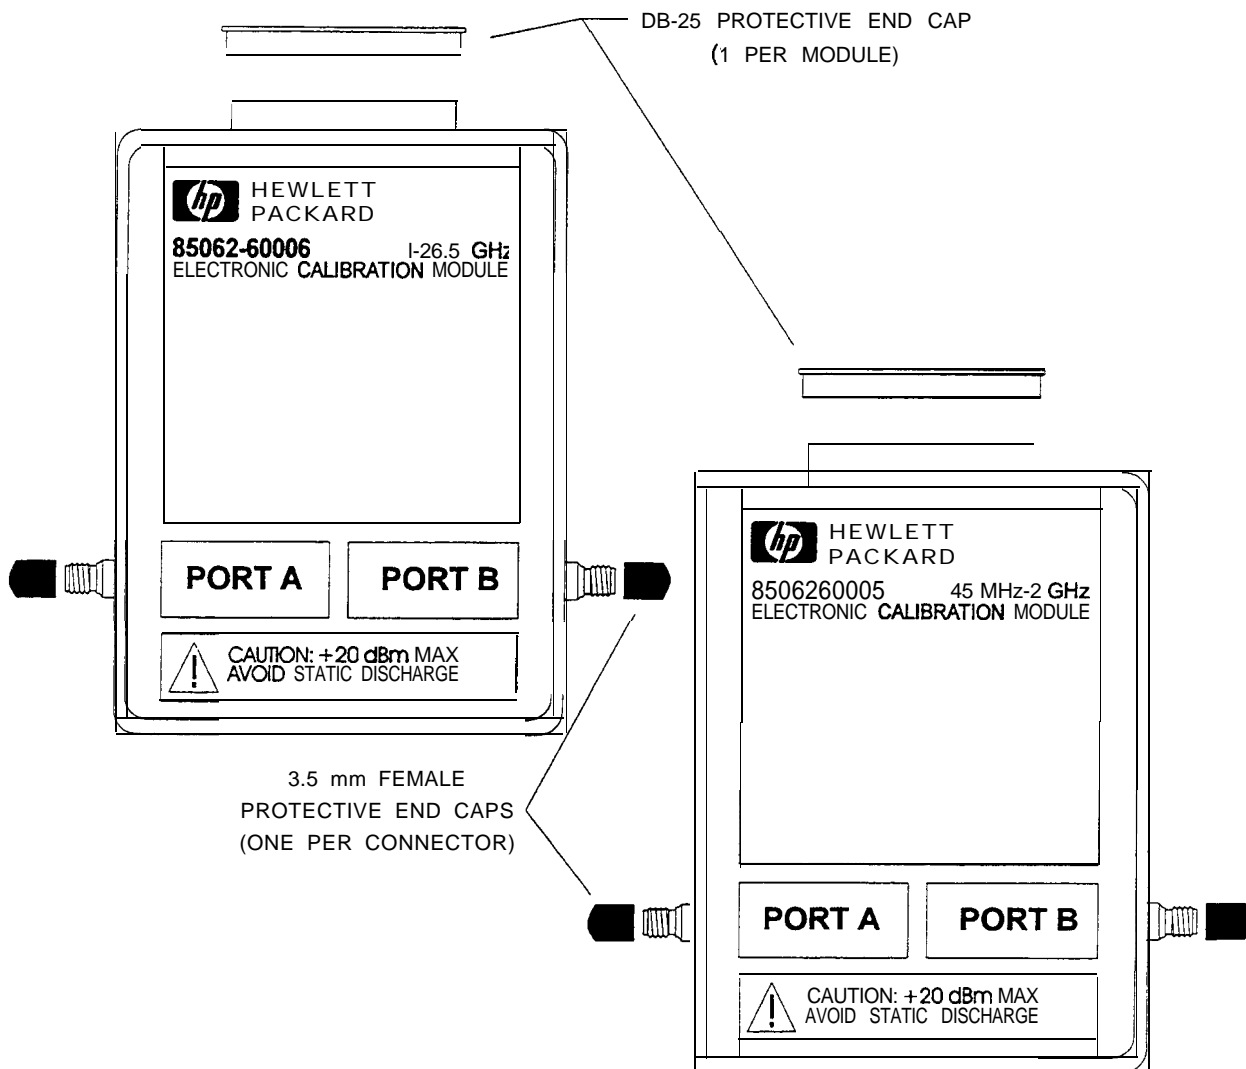 DB-25 PROTECTIVE END CAP
(1 PER MODULE)
hp HEWLETT
PACKARD
85062-60006 I-26.5 GHz
ELECTRONIC CALIBRATION MODULE
PORT A PORT B
CAUTION: +20 dBm MAX
AVOID STATIC DISCHARGE
3.5 mm FEMALE
PROTECTIVE END CAPS
(ONE PER CONNECTOR)
hp HEWLETT
PACKARD
8506260005 45 MHz-2 GHz
ELECTRONIC CALIBRATION MODULE
PORT A PORT B
CAUTION: +20 dBm MAX
AVOID STATIC DISCHARGE